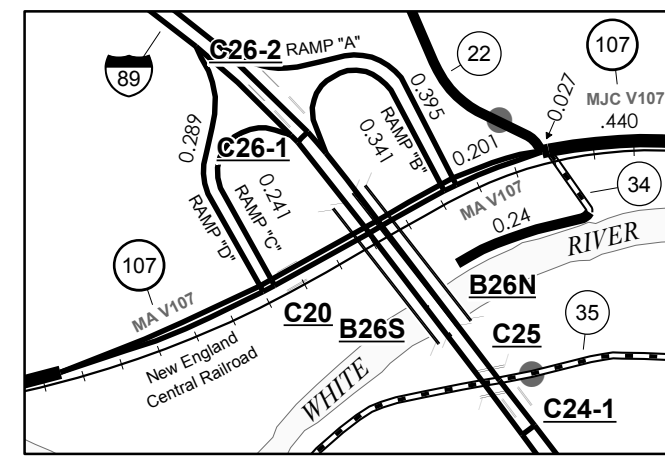 C26-2
RAMP "A"
89
22
107
MJC V107
.440
0.027
0.395
0.289
C26-1
0.341
RAMP "B"
0.201
0.241
RAMP "C"
RAMP "D"
MA V107
34
0.24
RIVER
107
MA V107
B26N
C20
B26S
C25
35
New England
Central Railroad
WHITE
C24-1